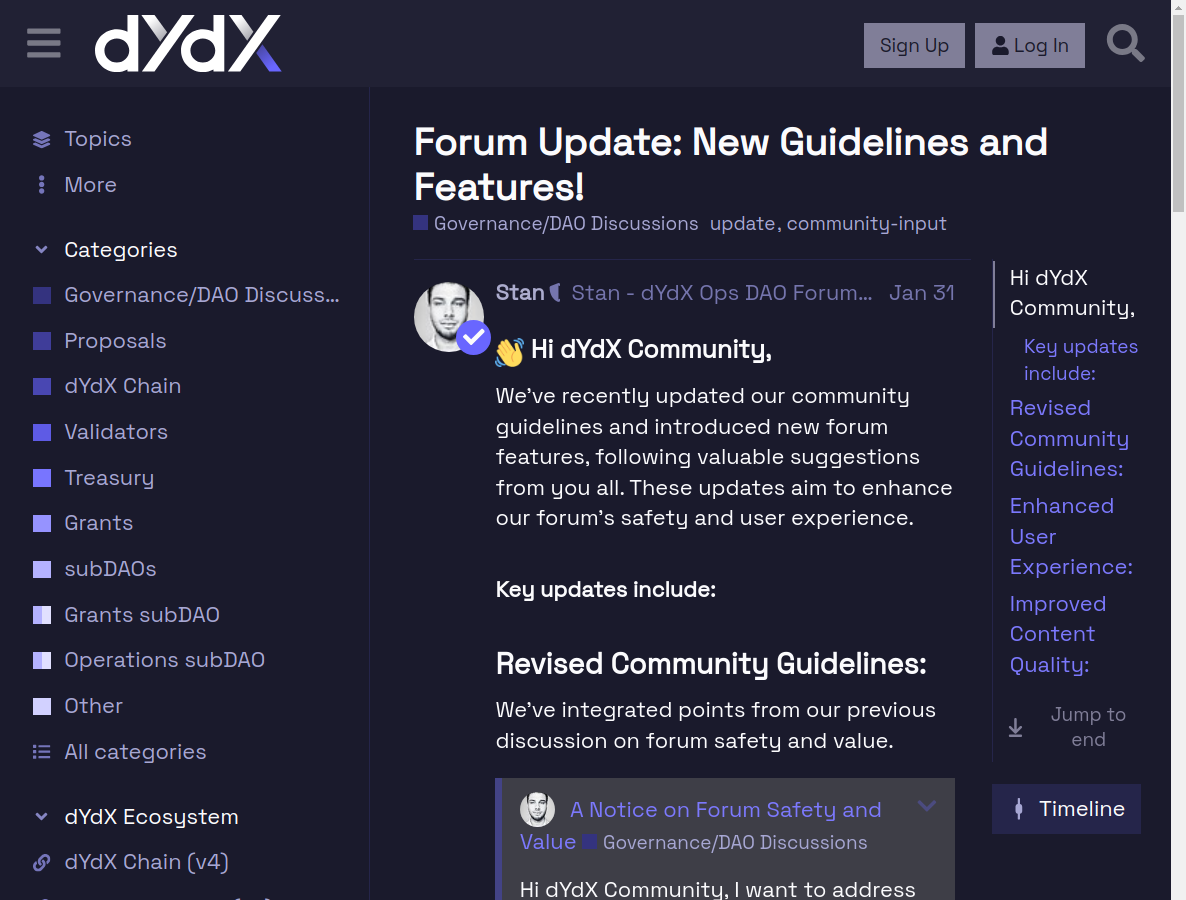 dYdX
Sign Up
Log In
Topics
More
Categories
Governance/DAO Discuss...
Proposals
dYdX Chain
Validators
Treasury
Grants
subDAOs
Grants subDAO
Operations subDAO
Other
All categories
dYdX Ecosystem
dYdX Chain (v4)
Forum Update: New Guidelines and
Features!
Governance/DAO Discussions update, community-input
Stan Stan - dYdX Ops DAO Forum... Jan 31
👋 Hi dYdX Community,
We've recently updated our community
guidelines and introduced new forum
features, following valuable suggestions
from you all. These updates aim to enhance
our forum's safety and user experience.
Key updates include:
Revised Community Guidelines:
We've integrated points from our previous
discussion on forum safety and value.
A Notice on Forum Safety and
Value Governance/DAO Discussions
Hi dYdX Community, I want to address
Hi dYdX
Community,
Key updates
include:
Revised
Community
Guidelines:
Enhanced
User
Experience:
Improved
Content
Quality:
Jump to
end
Timeline